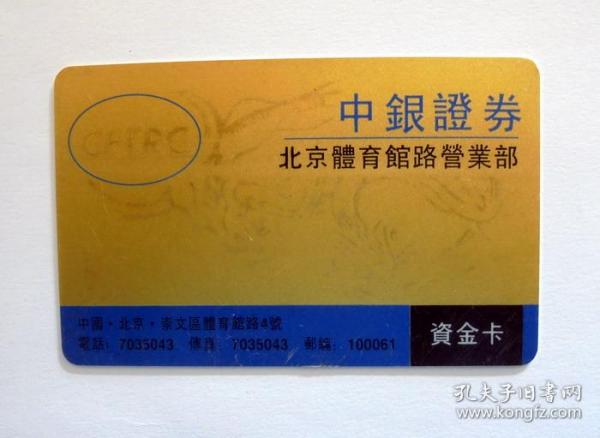 中銀證券
北京體育館路營業部
中國·北京·崇文區體育館路4號
電話: 7035043 傳真: 7035043 郵編: 100061
資金卡
孔夫子旧书网
www.kongfz.com